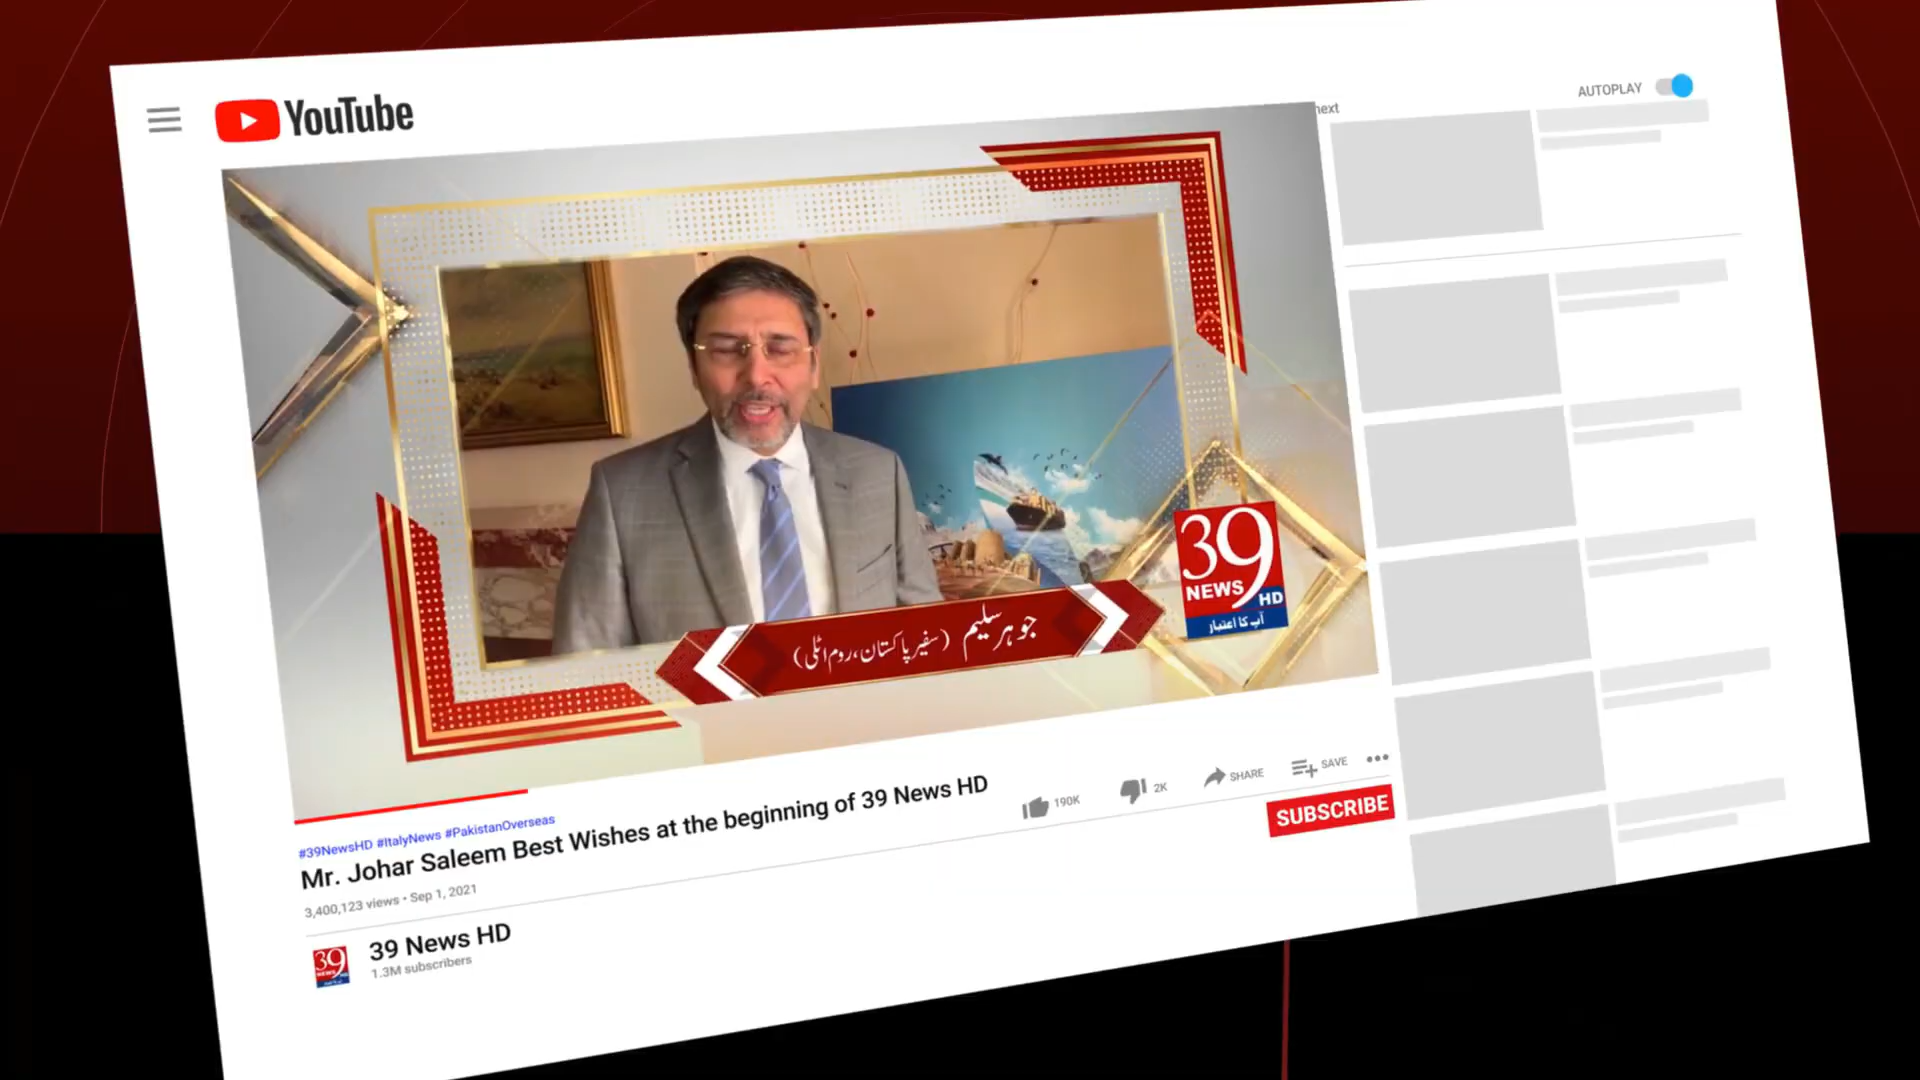 YouTube
AUTOPLAY
next
39
NEWS HD
آپ کا اعتبار
جوہر سلیم (سفیر پاکستان، روم اٹلی)
#39NewsHD #ItalyNews #PakistanOverseas
Mr. Johar Saleem Best Wishes at the beginning of 39 News HD
3,400,123 views • Sep 1, 2021
190K
2K
SHARE
SAVE
SUBSCRIBE
39 News HD
1.3M subscribers